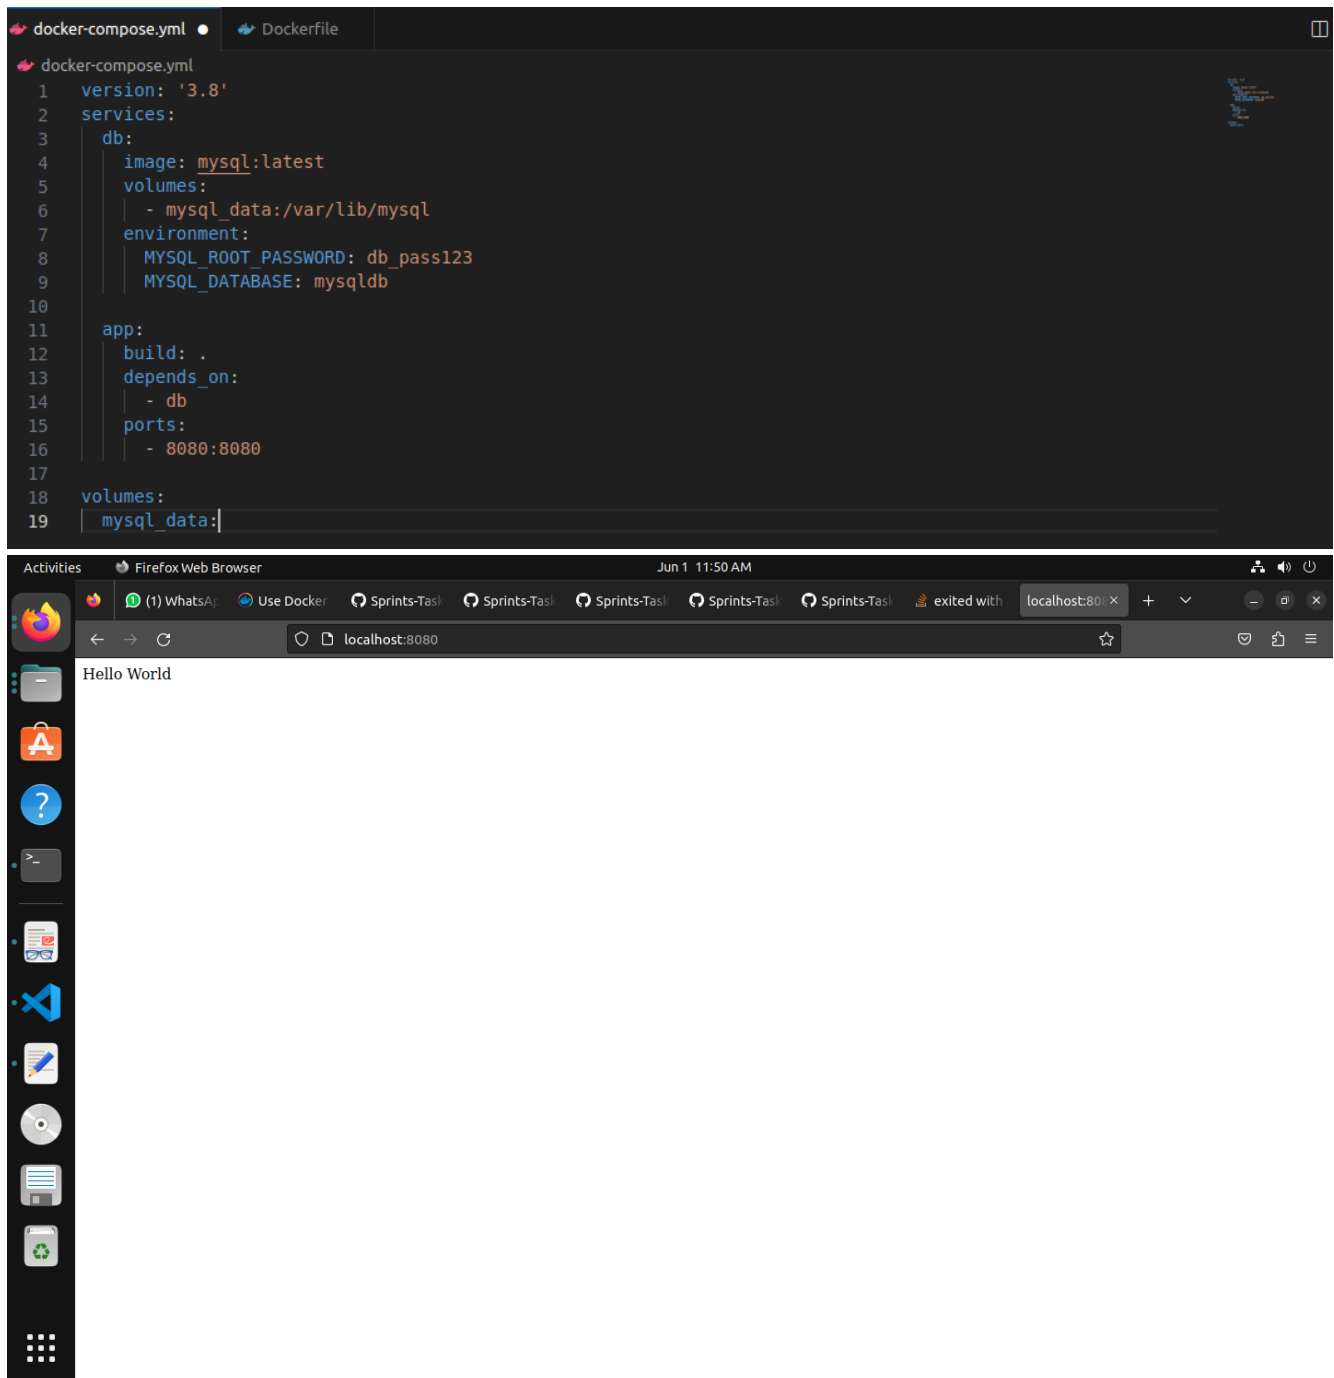 docker-compose.yml Dockerfile
docker-compose.yml
1 version: '3.8'
2 services:
3 db:
4 image: mysql:latest
5 volumes:
6 - mysql_data:/var/lib/mysql
7 environment:
8 MYSQL_ROOT_PASSWORD: db_pass123
9 MYSQL_DATABASE: mysqldb
10
11 app:
12 build: .
13 depends_on:
14 - db
15 ports:
16 - 8080:8080
17
18 volumes:
19 mysql_data:
Activities Firefox Web Browser Jun 1 11:50 AM
(1) WhatsAp Use Docker Sprints-Task Sprints-Task Sprints-Task Sprints-Task Sprints-Task exited with localhost:808
localhost:8080
Hello World